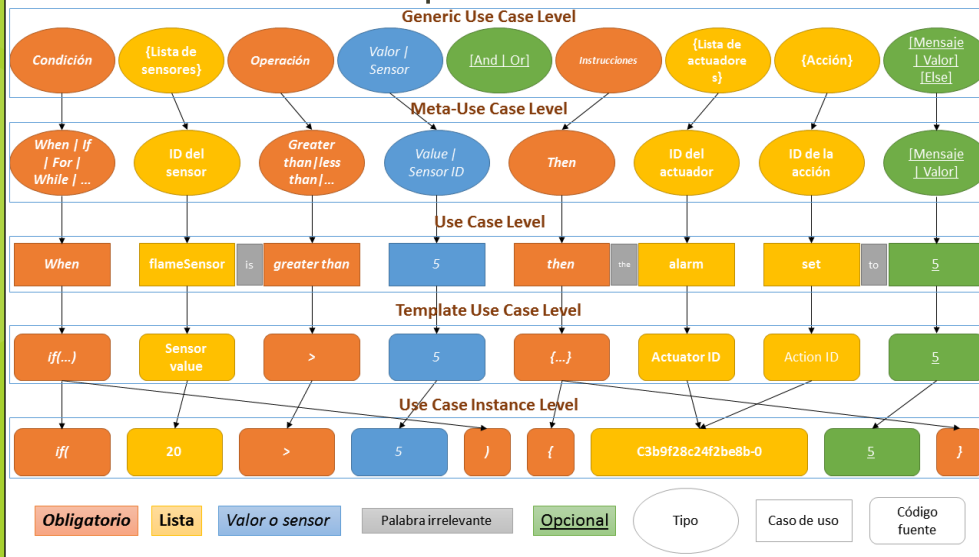 Generic Use Case Level
Condición
{Lista de
sensores}
Operación
Valor |
Sensor
[And | Or]
Instrucciones
{Lista de
actuadore
s}
{Acción}
[Mensaje
| Valor]
[Else]
Meta-Use Case Level
When | If
| For |
While | ...
ID del
sensor
Greater
than|less
than|...
Value |
Sensor ID
Then
ID del
actuador
ID de la
acción
[Mensaje
| Valor]
Use Case Level
When
flameSensor
is
greater than
5
then
the
alarm
set
to
5
Template Use Case Level
if(...)
Sensor
value
>
5
{...}
Actuator ID
Action ID
5
Use Case Instance Level
if(
20
>
5
)
{
C3b9f28c24f2be8b-0
5
}
Obligatorio
Lista
Valor o sensor
Palabra irrelevante
Opcional
Tipo
Caso de uso
Código
fuente